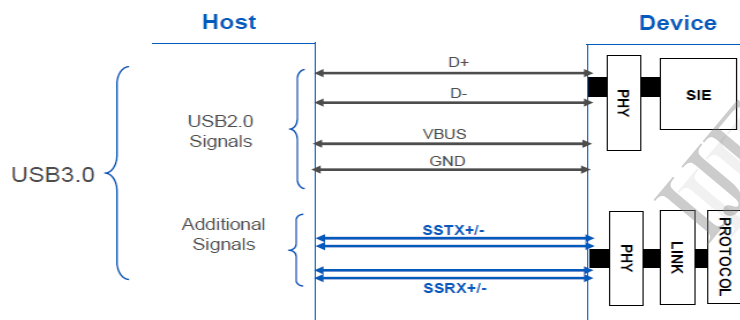 Host
Device
D+
D-
USB2.0
Signals
VBUS
GND
PHY
SIE
USB3.0
Additional
Signals
SSTX+/-
SSRX+/-
PHY
LINK
PROTOCOL